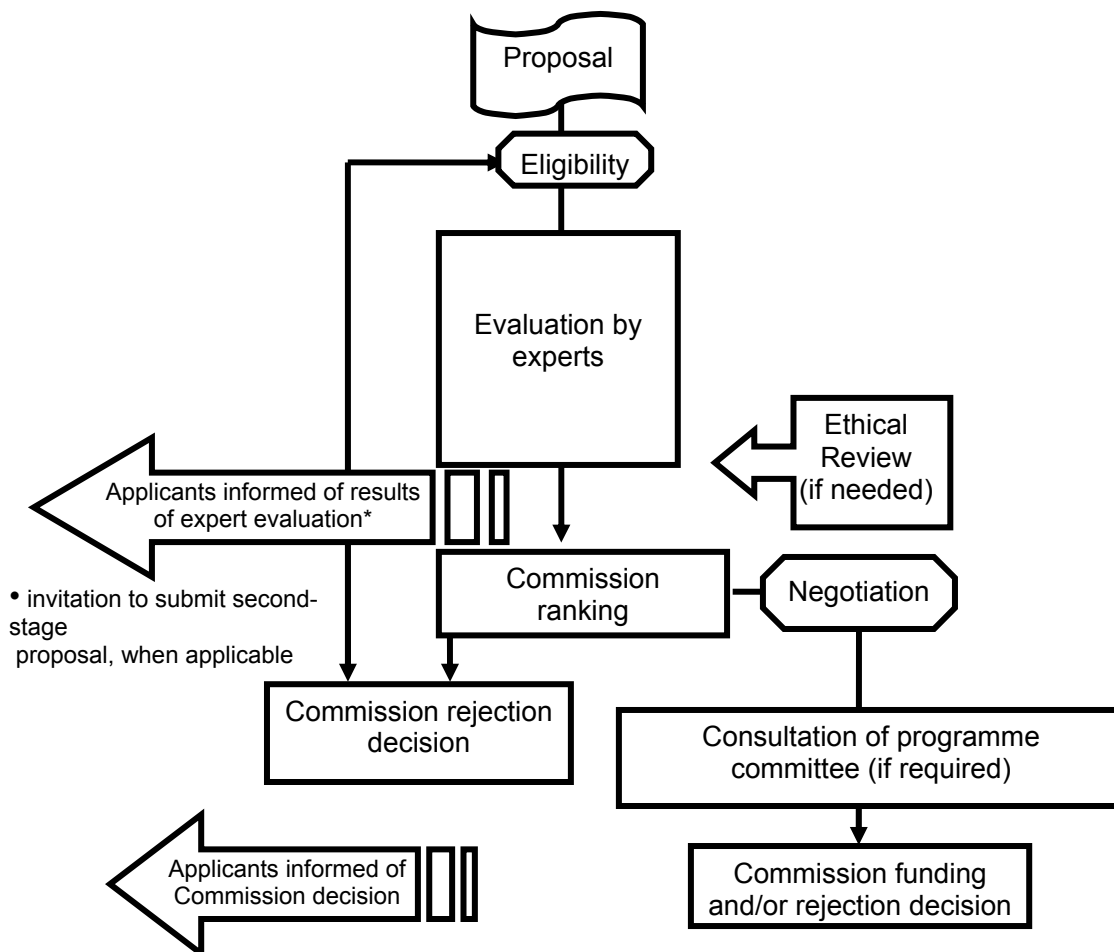 Proposal
Eligibility
Evaluation by
experts
Ethical
Review
(if needed)
Applicants informed of results
of expert evaluation*
• invitation to submit second-
stage
proposal, when applicable
Commission
ranking
Negotiation
Commission rejection
decision
Consultation of programme
committee (if required)
Applicants informed of
Commission decision
Commission funding
and/or rejection decision